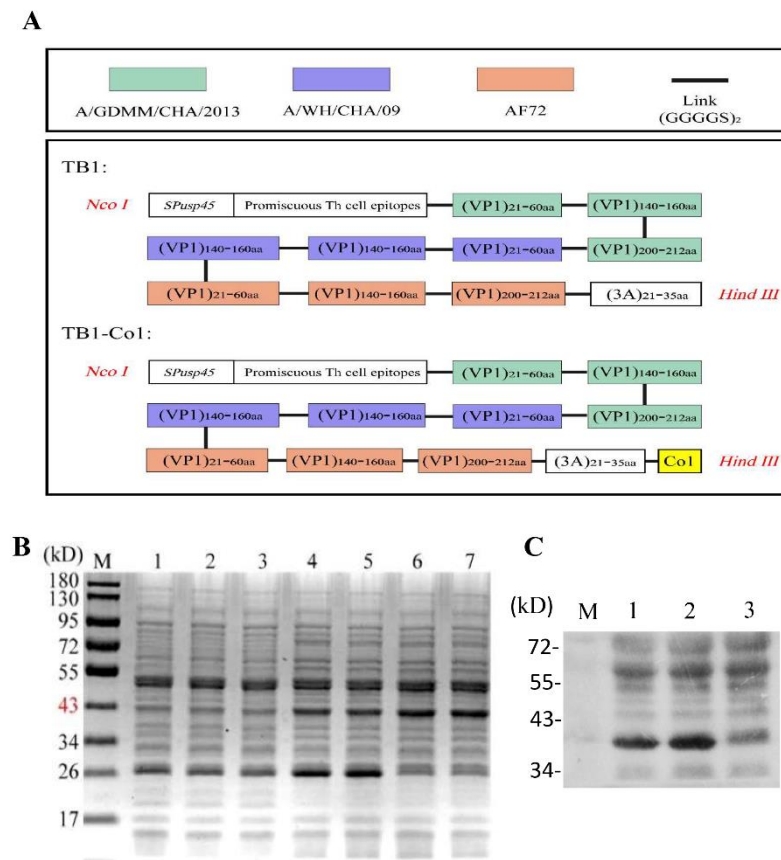 A
A/GDMM/CHA/2013 A/WH/CHA/09 AF72 Link
(GGGGS)2
TB1:
Nco I SPusp45 Promiscuous Th cell epitopes (VP1)21-60aa (VP1)140-160aa
(VP1)140-160aa (VP1)140-160aa (VP1)21-60aa (VP1)200-212aa
(VP1)21-60aa (VP1)140-160aa (VP1)200-212aa (3A)21-35aa Hind III
TB1-Co1:
Nco I SPusp45 Promiscuous Th cell epitopes (VP1)21-60aa (VP1)140-160aa
(VP1)140-160aa (VP1)140-160aa (VP1)21-60aa (VP1)200-212aa
(VP1)21-60aa (VP1)140-160aa (VP1)200-212aa (3A)21-35aa Co1 Hind III
B
(kD) M 1 2 3 4 5 6 7
180
130
95
72
55
43
34
26
17
C
(kD) M 1 2 3
72-
55-
43-
34-